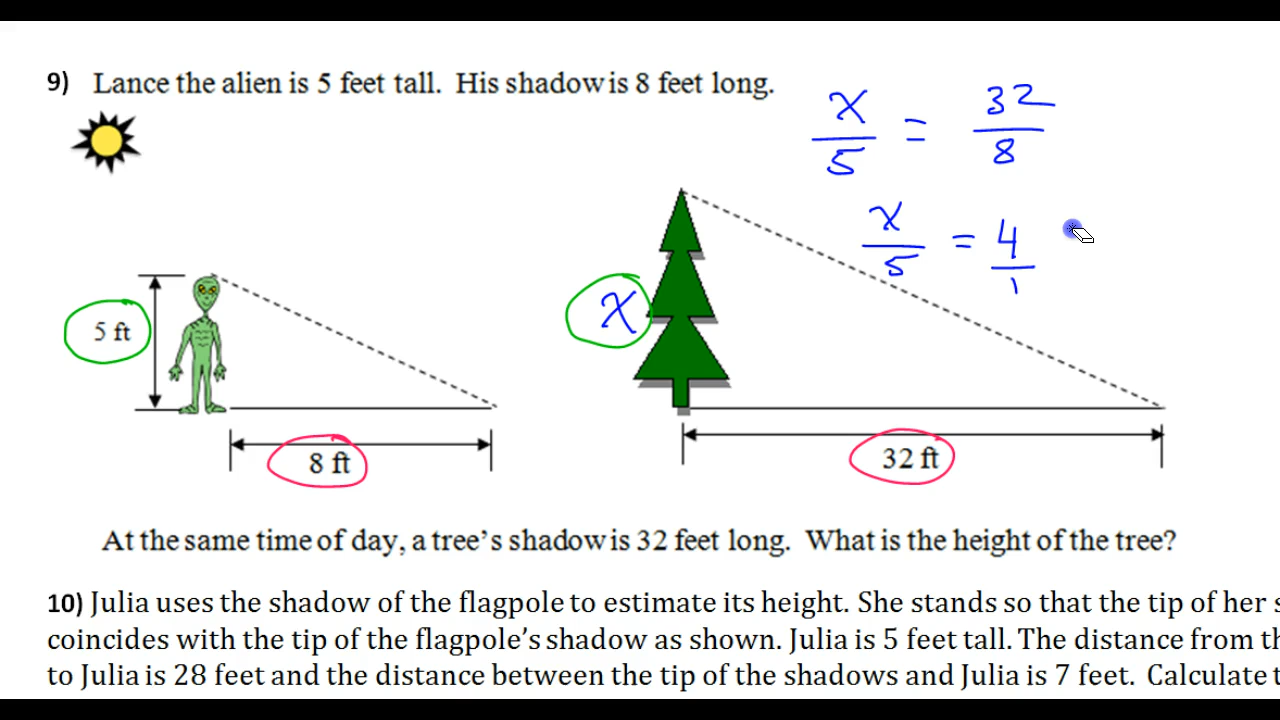 9) Lance the alien is 5 feet tall. His shadow is 8 feet long.
x/5 = 32/8
x/5 = 4/1
5 ft
x
8 ft
32 ft
At the same time of day, a tree's shadow is 32 feet long. What is the height of the tree?
10) Julia uses the shadow of the flagpole to estimate its height. She stands so that the tip of her s
coincides with the tip of the flagpole's shadow as shown. Julia is 5 feet tall. The distance from th
to Julia is 28 feet and the distance between the tip of the shadows and Julia is 7 feet. Calculate t